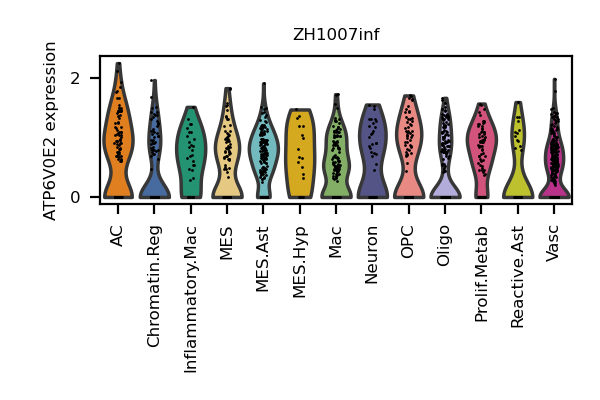 ZH1007inf
ATP6V0E2 expression
2
0
AC
Chromatin.Reg
Inflammatory.Mac
MES
MES.Ast
MES.Hyp
Mac
Neuron
OPC
Oligo
Prolif.Metab
Reactive.Ast
Vasc